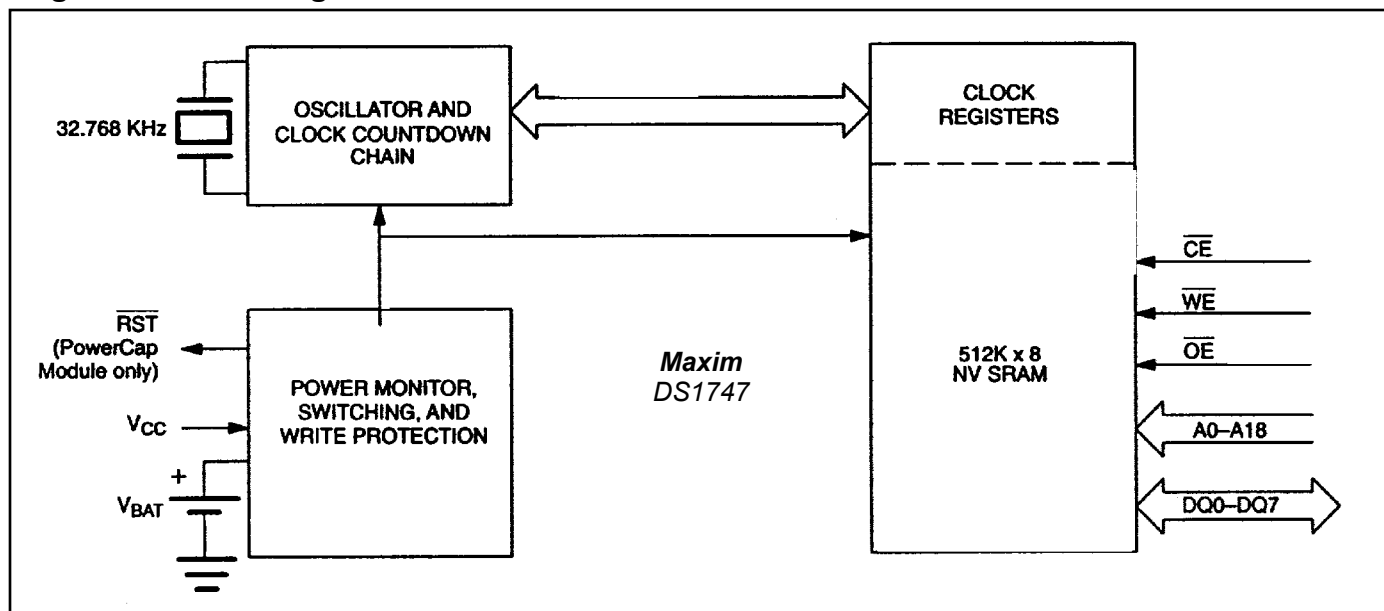 32.768 KHz
OSCILLATOR AND
CLOCK COUNTDOWN
CHAIN
CLOCK
REGISTERS
RST
(PowerCap
Module only)
VCC
+
VBAT
POWER MONITOR,
SWITCHING, AND
WRITE PROTECTION
Maxim
DS1747
512K x 8
NV SRAM
CE
WE
OE
A0–A18
DQ0–DQ7